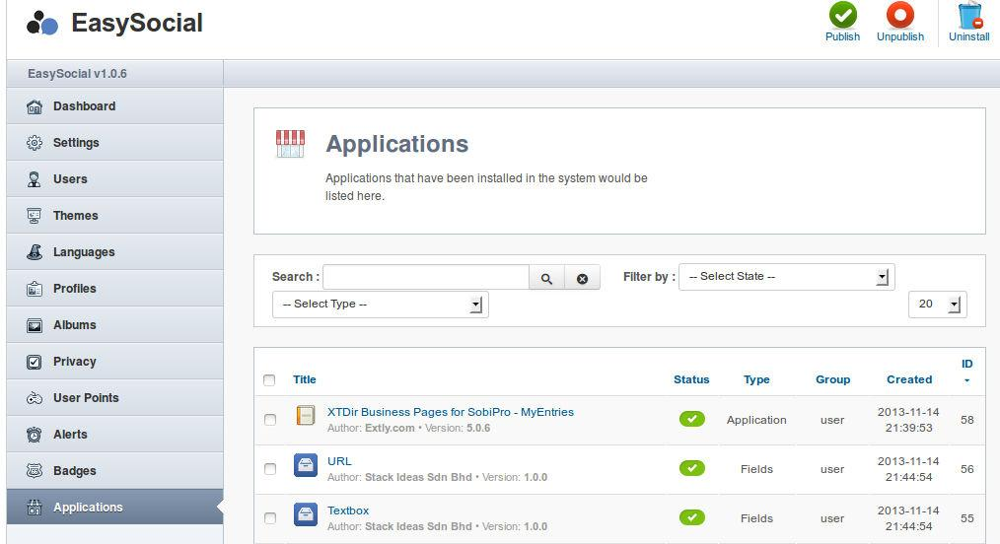 EasySocial
Publish
Unpublish
Uninstall
EasySocial v1.0.6
Dashboard
Settings
Users
Themes
Languages
Profiles
Albums
Privacy
User Points
Alerts
Badges
Applications
Applications
Applications that have been installed in the system would be
listed here.
Search :
Filter by : -- Select State --
-- Select Type --
20
Title Status Type Group Created ID
XTDir Business Pages for SobiPro - MyEntries
Author: Extly.com • Version: 5.0.6
Application user 2013-11-14 58
21:39:53
URL
Author: Stack Ideas Sdn Bhd • Version: 1.0.0
Fields user 2013-11-14 56
21:44:54
Textbox
Author: Stack Ideas Sdn Bhd • Version: 1.0.0
Fields user 2013-11-14 55
21:44:54